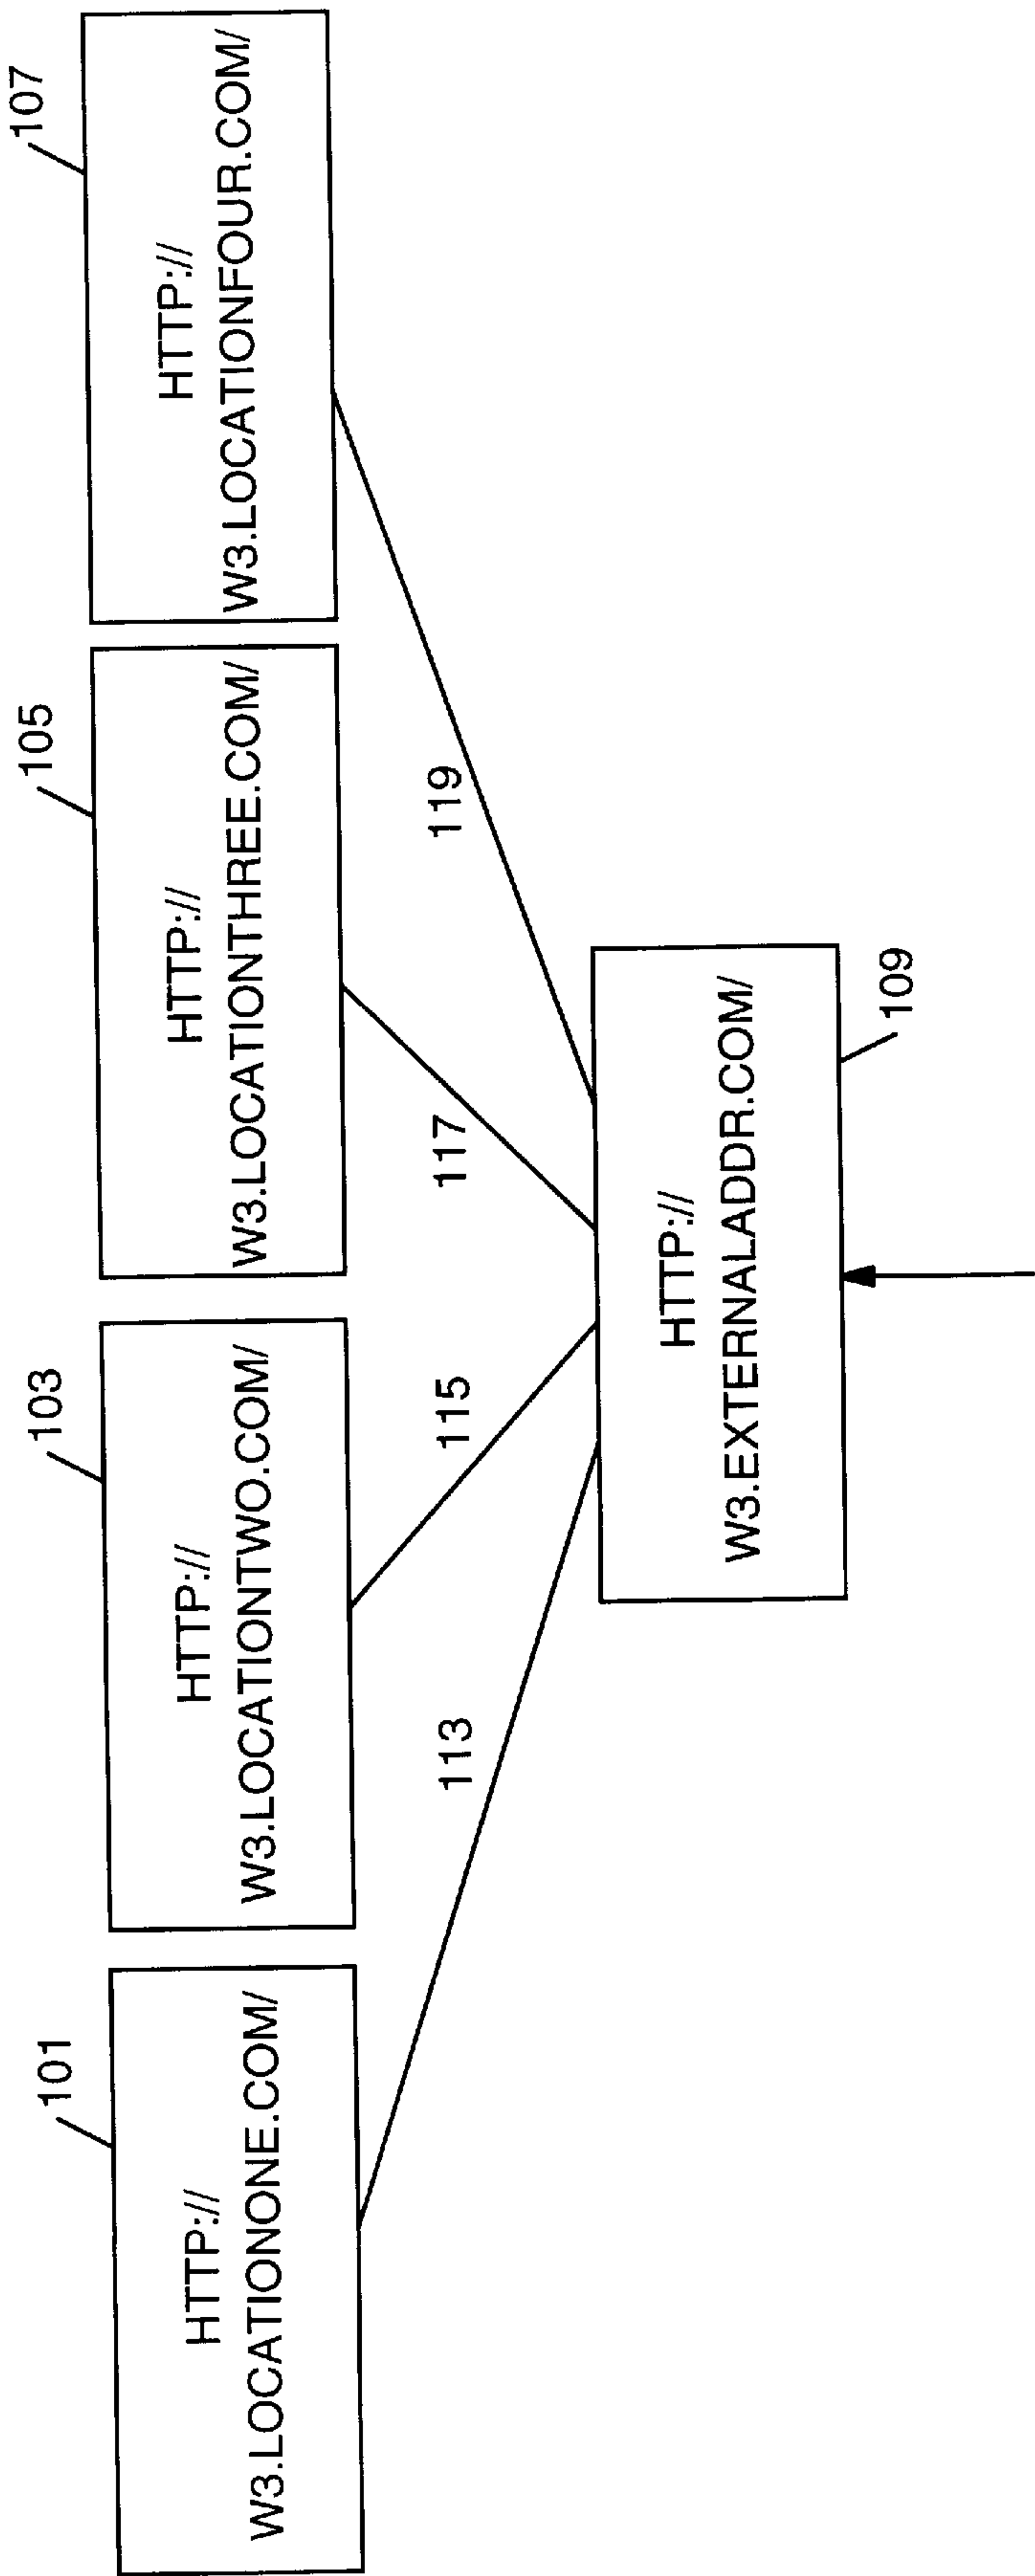 101
HTTP://
W3.LOCATIONONE.COM/
103
HTTP://
W3.LOCATIONTWO.COM/
105
HTTP://
W3.LOCATIONTHREE.COM/
107
HTTP://
W3.LOCATIONFOUR.COM/
113
115
117
119
HTTP://
W3.EXTERNALADDR.COM/
109